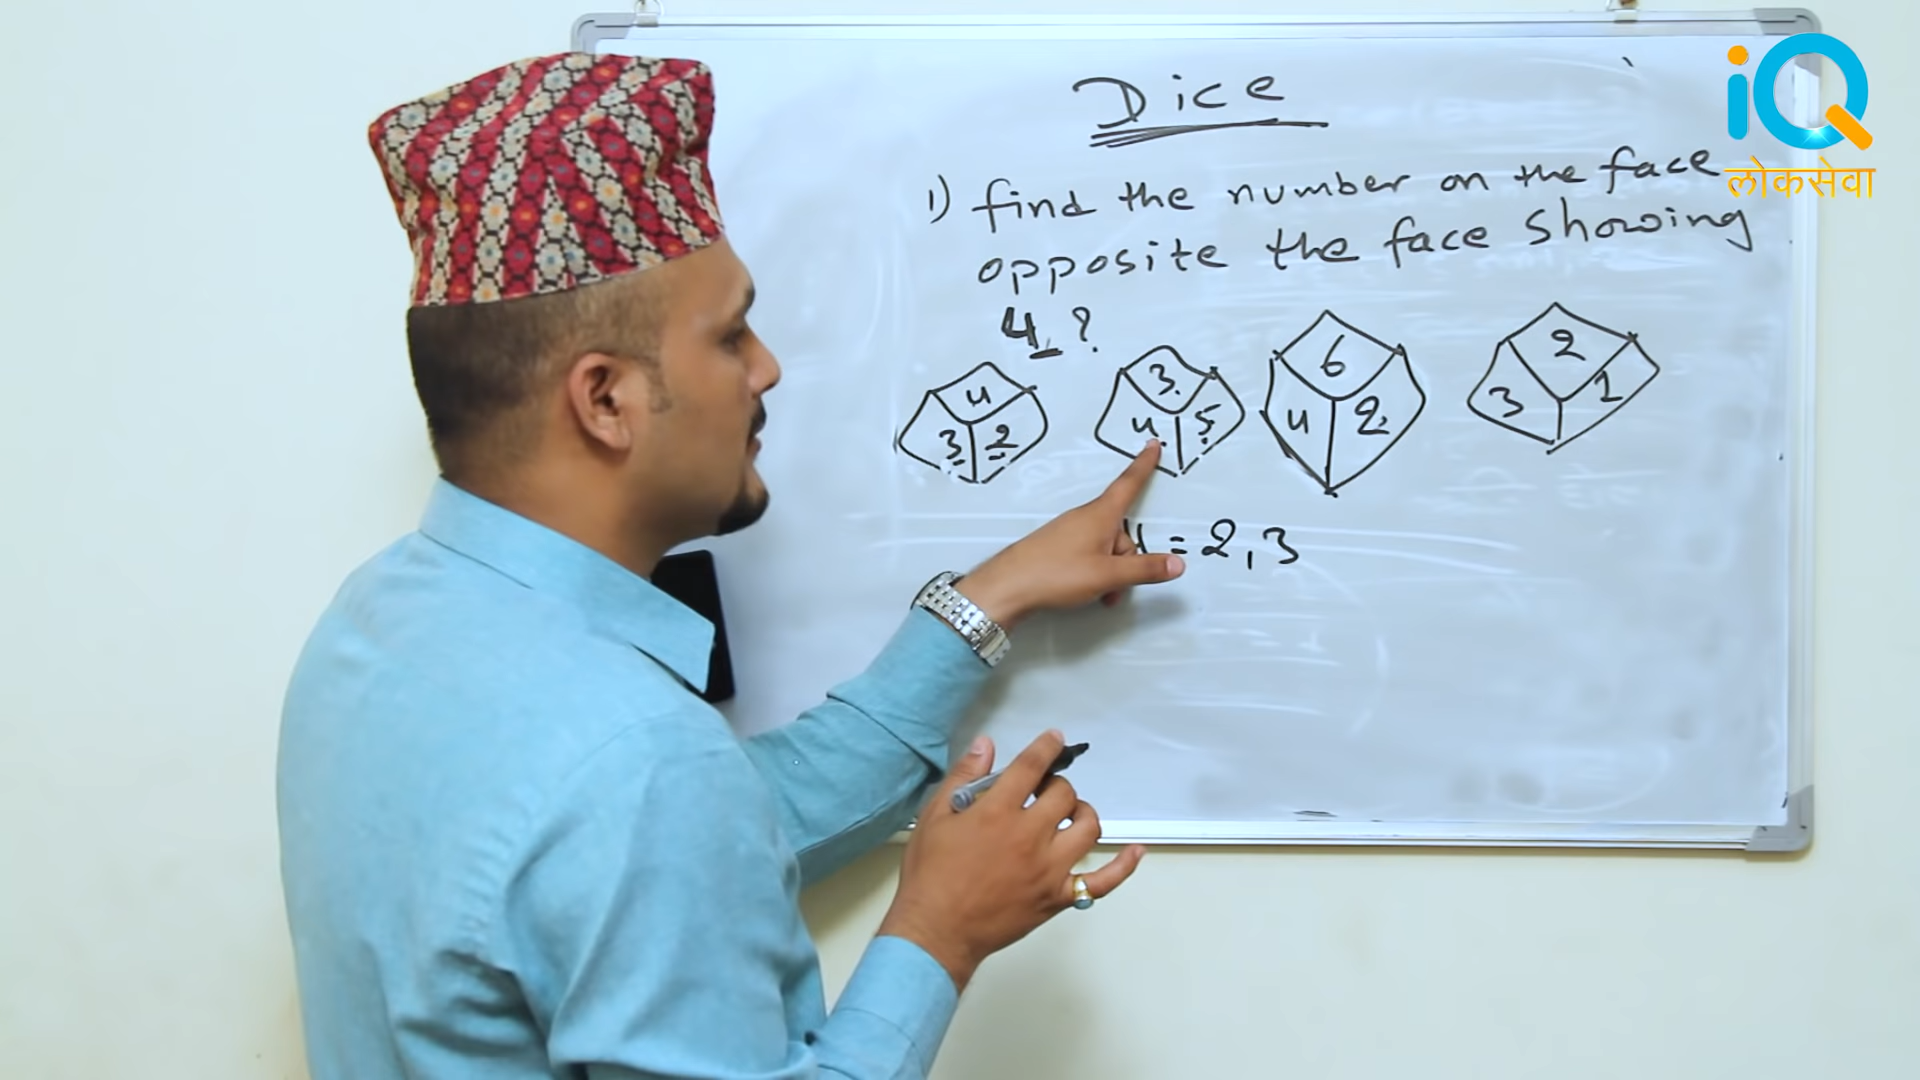 iQ
लोकसेवा
Dice
1) find the number on the face
opposite the face showing
4 ?
4 3 2
3 4 5
6 4 2
2 3 1
4 = 2, 3